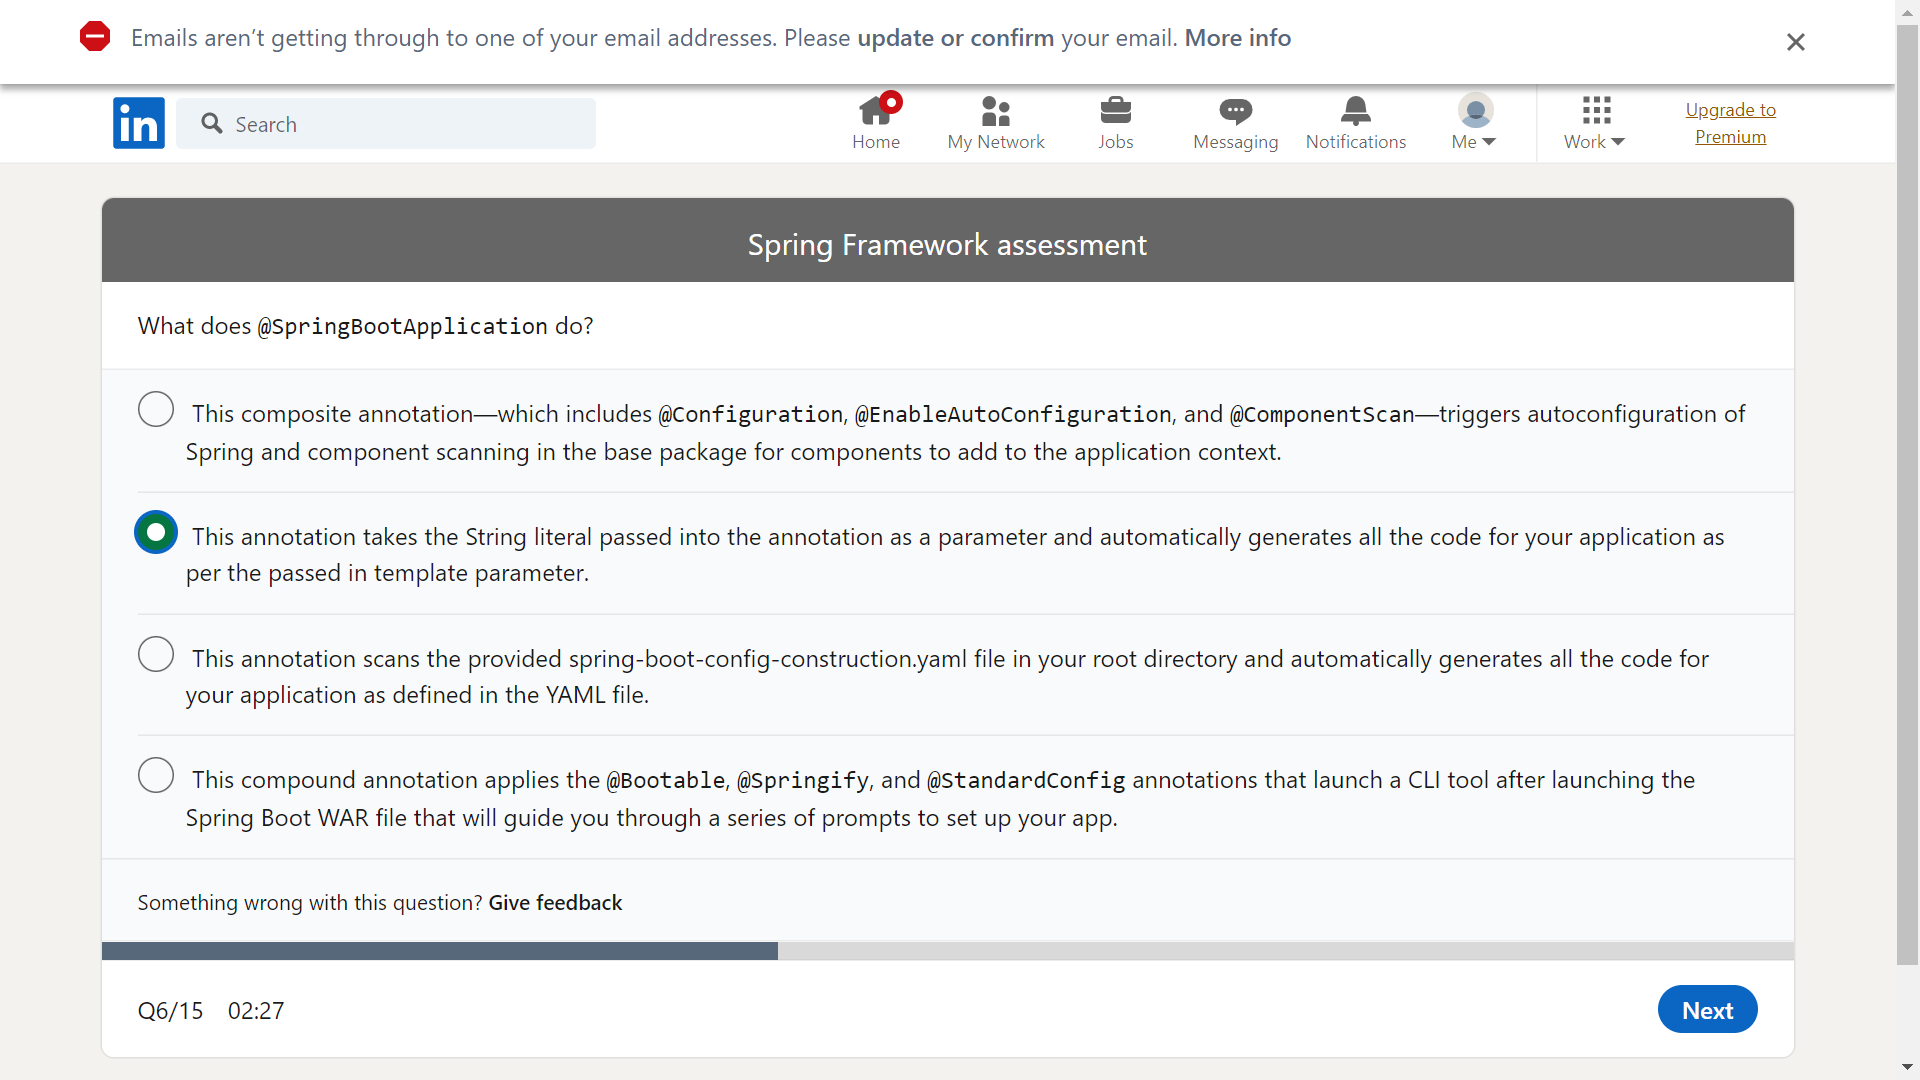 Emails aren’t getting through to one of your email addresses. Please update or confirm your email. More info
in
Search
Home
My Network
Jobs
Messaging
Notifications
Me
Work
Upgrade to
Premium
Spring Framework assessment
What does @SpringBootApplication do?
This composite annotation—which includes @Configuration, @EnableAutoConfiguration, and @ComponentScan—triggers autoconfiguration of
Spring and component scanning in the base package for components to add to the application context.
This annotation takes the String literal passed into the annotation as a parameter and automatically generates all the code for your application as
per the passed in template parameter.
This annotation scans the provided spring-boot-config-construction.yaml file in your root directory and automatically generates all the code for
your application as defined in the YAML file.
This compound annotation applies the @Bootable, @Springify, and @StandardConfig annotations that launch a CLI tool after launching the
Spring Boot WAR file that will guide you through a series of prompts to set up your app.
Something wrong with this question? Give feedback
Q6/15 02:27
Next